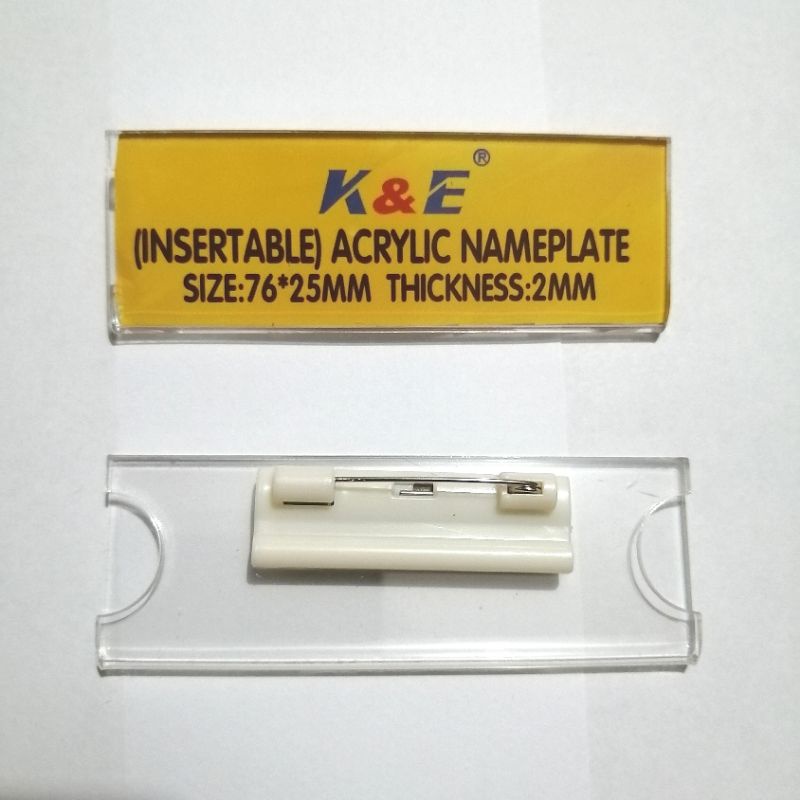 K&E®
(INSERTABLE) ACRYLIC NAMEPLATE
SIZE:76*25MM THICKNESS:2MM